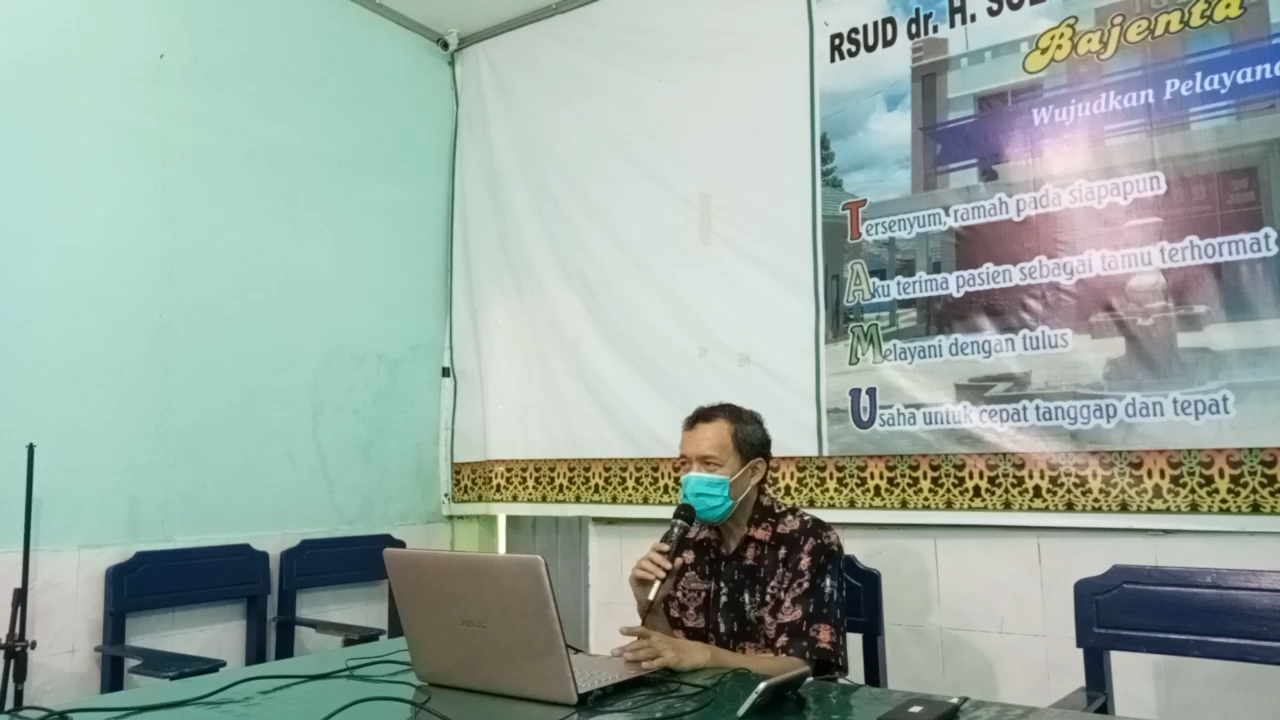 RSUD dr. H.
Bajenta
Wujudkan Pelayana
Tersenyum, ramah pada siapapun
Aku terima pasien sebagai tamu terhormat
Melayani dengan tulus
Usaha untuk cepat tanggap dan tepat
ASUS